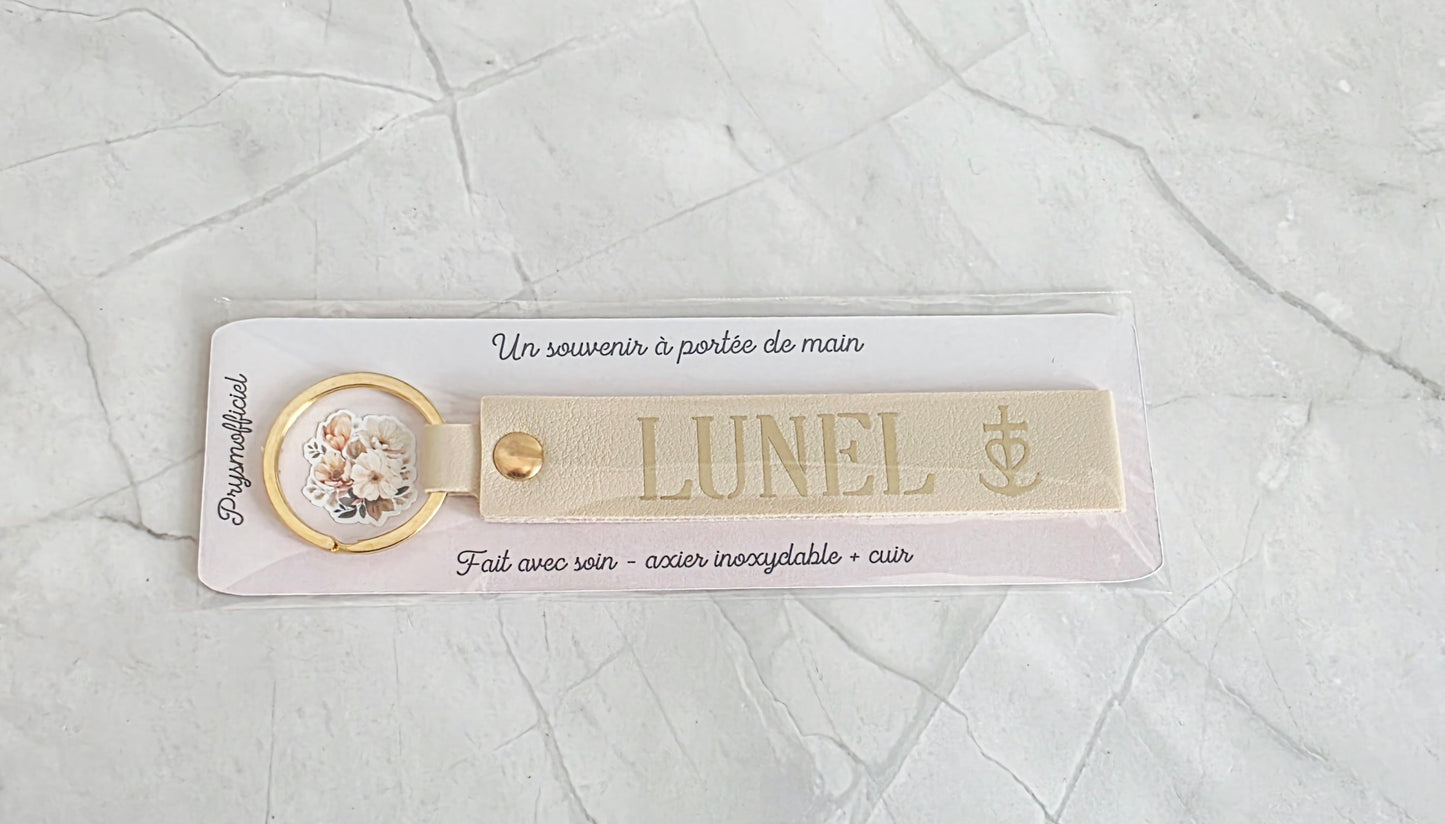 Un souvenir à portée de main
Prysmofficiel
LUNEL
Fait avec soin - axier inoxydable + cuir